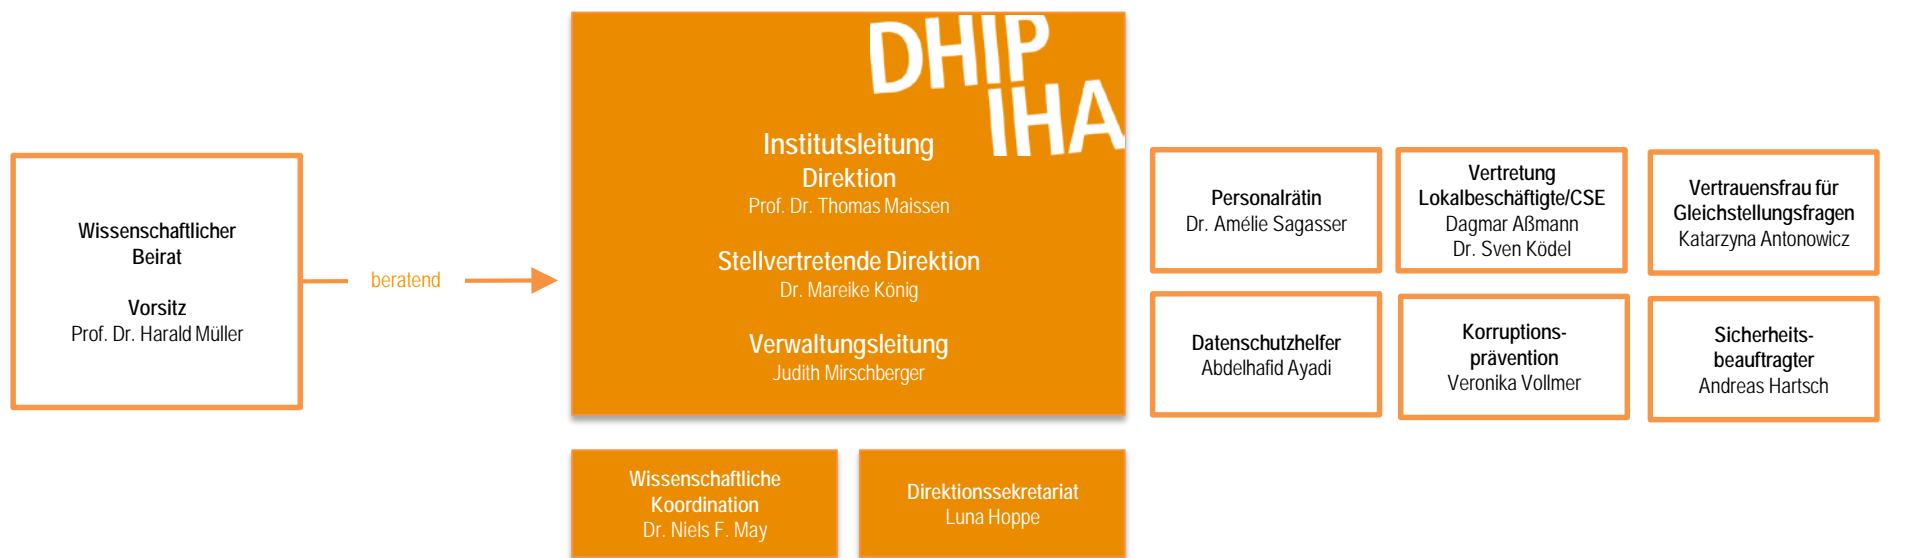 DHIP
IHA
Institutsleitung
Direktion
Prof. Dr. Thomas Maissen
Stellvertretende Direktion
Dr. Mareike König
Verwaltungsleitung
Judith Mirschberger
Wissenschaftlicher
Beirat
Vorsitz
Prof. Dr. Harald Müller
beratend
Personalrätin
Dr. Amélie Sagasser
Vertretung
Lokalbeschäftigte/CSE
Dagmar Aßmann
Dr. Sven Ködel
Vertrauensfrau für
Gleichstellungsfragen
Katarzyna Antonowicz
Datenschutzhelfer
Abdelhafid Ayadi
Korruptions-
prävention
Veronika Vollmer
Sicherheits-
beauftragter
Andreas Hartsch
Wissenschaftliche
Koordination
Dr. Niels F. May
Direktionssekretariat
Luna Hoppe